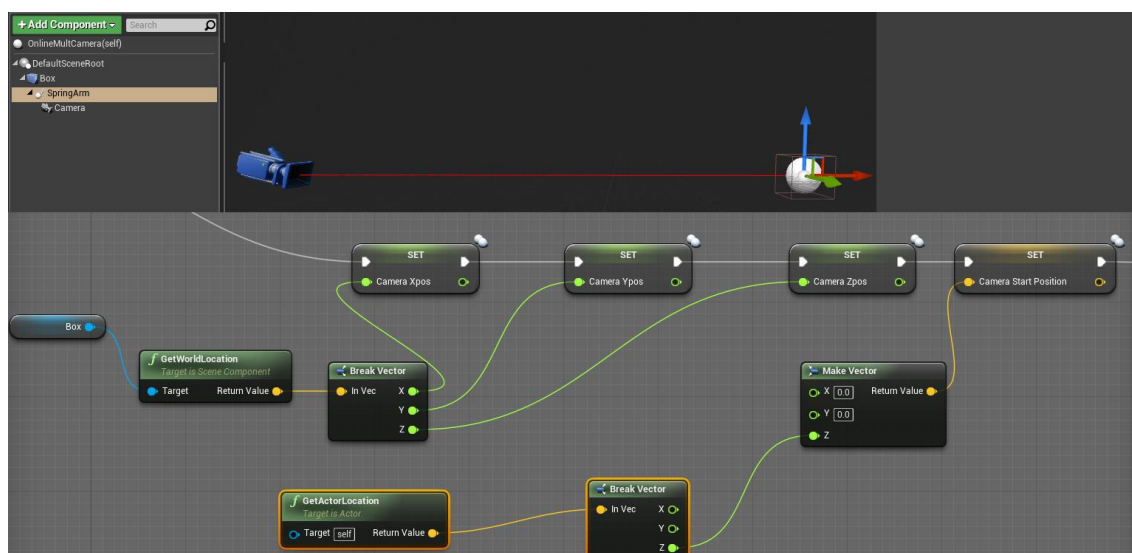 +Add Component
Search
OnlineMultCamera(self)
DefaultSceneRoot
Box
SpringArm
Camera
SET
Camera Xpos
SET
Camera Ypos
SET
Camera Zpos
SET
Camera Start Position
Box
f GetWorldLocation
Target is Scene Component
Target Return Value
Break Vector
In Vec X
Y
Z
Make Vector
X 0.0 Return Value
Y 0.0
Z
f GetActorLocation
Target is Actor
Target self Return Value
Break Vector
In Vec X
Y
Z